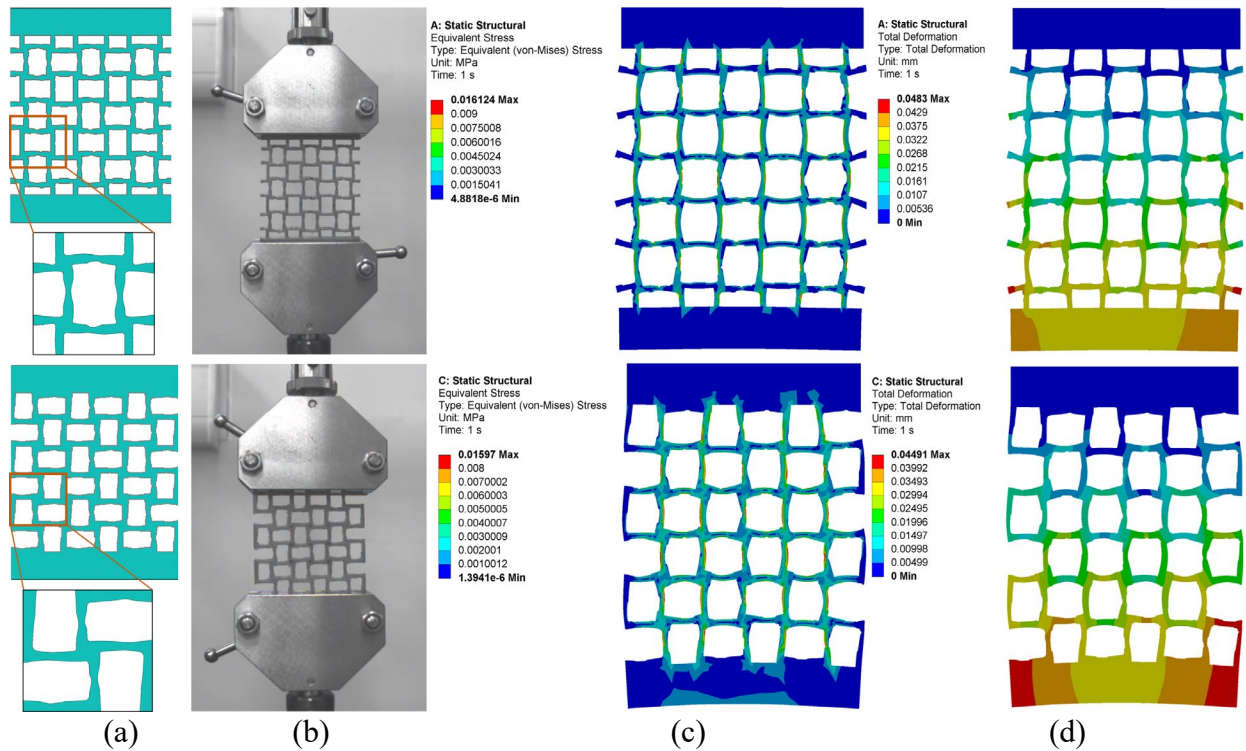 A: Static Structural
Equivalent Stress
Type: Equivalent (von-Mises) Stress
Unit: MPa
Time: 1 s
0.016124 Max
0.009
0.0075008
0.0060016
0.0045024
0.0030033
0.0015041
4.8818e-6 Min
A: Static Structural
Total Deformation
Type: Total Deformation
Unit: mm
Time: 1 s
0.0483 Max
0.0429
0.0375
0.0322
0.0268
0.0215
0.0161
0.0107
0.00536
0 Min
C: Static Structural
Equivalent Stress
Type: Equivalent (von-Mises) Stress
Unit: MPa
Time: 1 s
0.01597 Max
0.008
0.0070002
0.0060003
0.0050005
0.0040007
0.0030009
0.002001
0.0010012
1.3941e-6 Min
C: Static Structural
Total Deformation
Type: Total Deformation
Unit: mm
Time: 1 s
0.04491 Max
0.03992
0.03493
0.02994
0.02495
0.01996
0.01497
0.00998
0.00499
0 Min
(a)
(b)
(c)
(d)